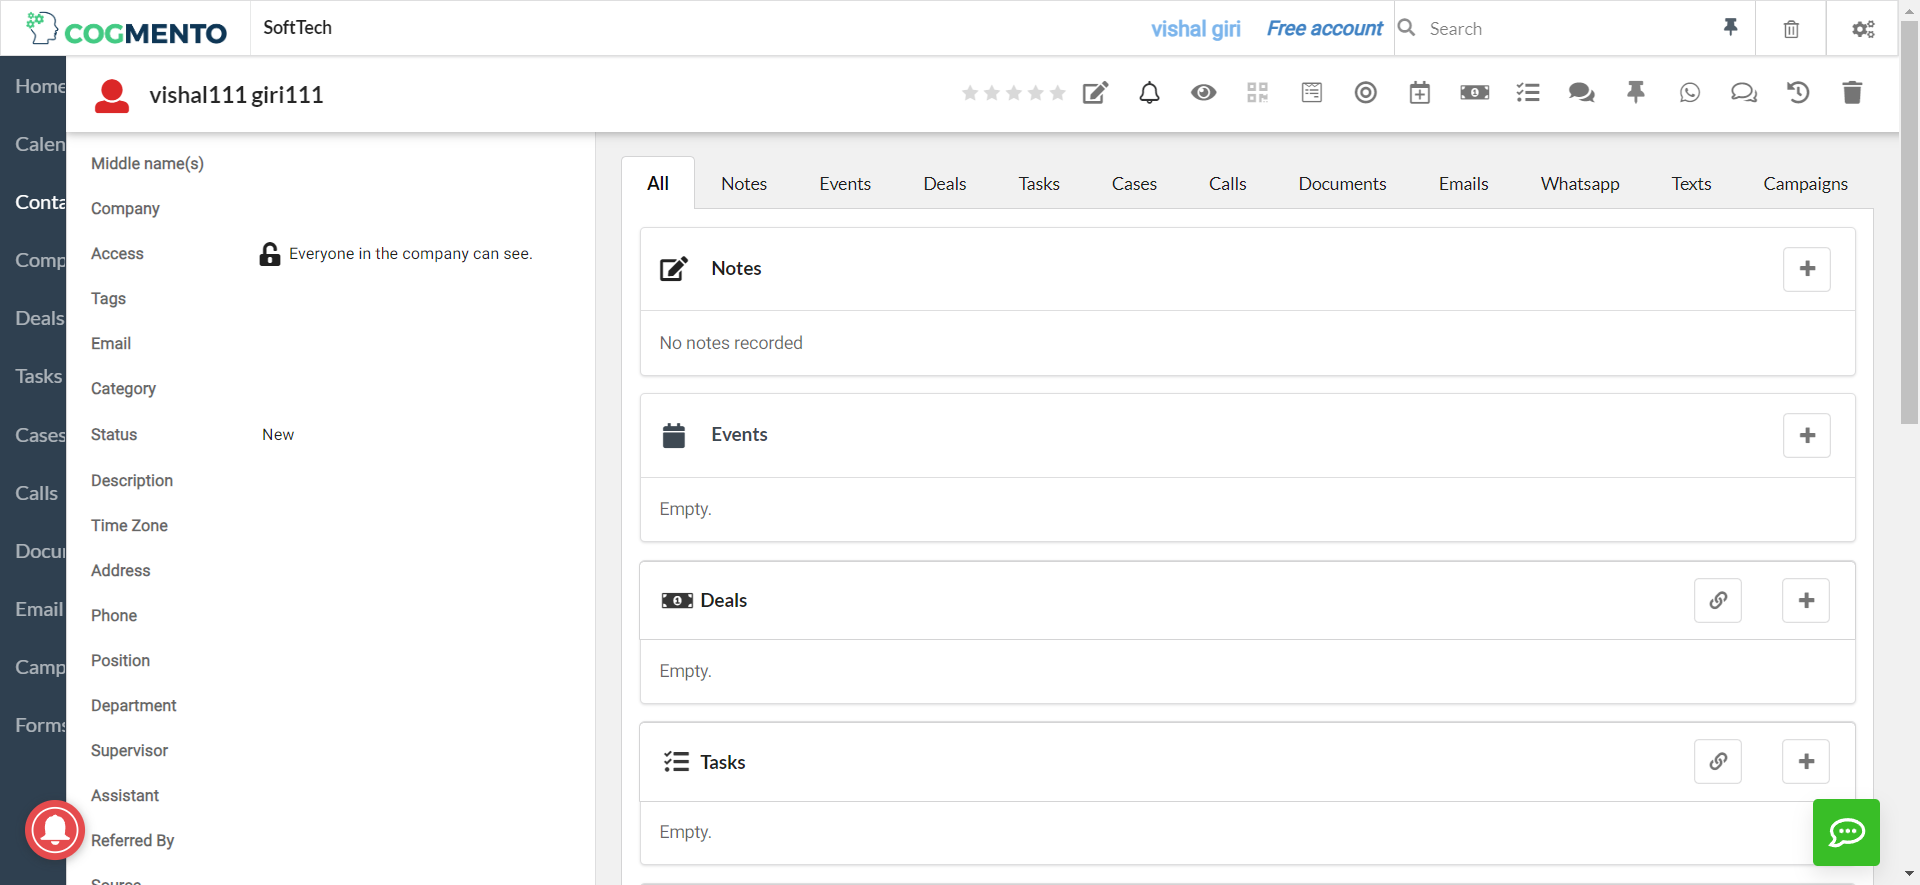 COGMENTO
SoftTech
vishal giri
Free account
Search
Home
Calen
Conta
Comp
Deals
Tasks
Cases
Calls
Docu
Email
Camp
Forms
vishal111 giri111
Middle name(s)
Company
Access
Everyone in the company can see.
Tags
Email
Category
Status
New
Description
Time Zone
Address
Phone
Position
Department
Supervisor
Assistant
Referred By
Source
All
Notes
Events
Deals
Tasks
Cases
Calls
Documents
Emails
Whatsapp
Texts
Campaigns
Notes
No notes recorded
Events
Empty.
Deals
Empty.
Tasks
Empty.